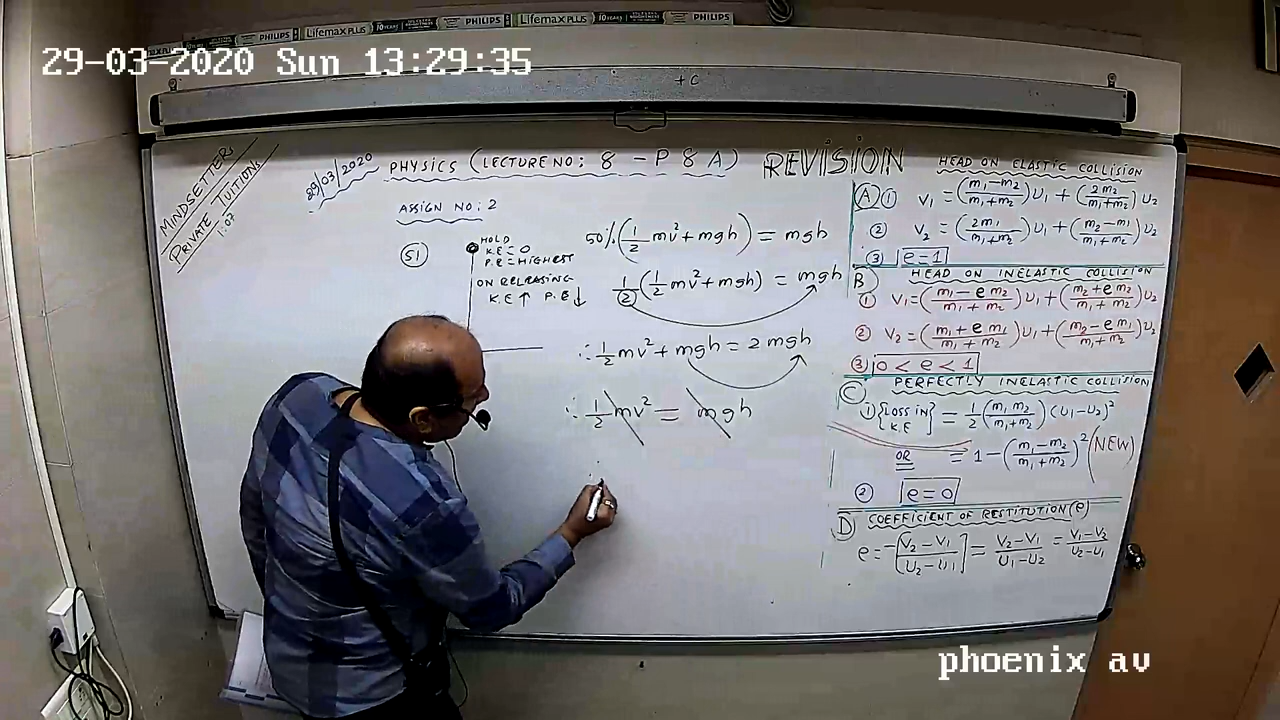 PHILIPS Lifemax PLUS 10 YEARS PHILIPS Lifemax PLUS 10 YEARS PHILIPS
29-03-2020 Sun 13:29:35
+C
MINDSETTERS
PRIVATE TUITIONS
1:07
29/03/2020
PHYSICS (LECTURE NO: 8 - P 8 A) REVISION
ASSIGN NO: 2
51
HOLD
K.E = 0
P.E = HIGHEST
ON RELEASING
K.E ↑ P.E ↓
50% (1/2 mv² + mgh) = mgh
1/2 (1/2 mv² + mgh) = mgh
∴ 1/2 mv² + mgh = 2 mgh
∴ 1/2 mv² = mgh
HEAD ON ELASTIC COLLISION
A ① V₁ = (m₁ - m₂ / m₁ + m₂) U₁ + (2m₂ / m₁ + m₂) U₂
② V₂ = (2m₁ / m₁ + m₂) U₁ + (m₂ - m₁ / m₁ + m₂) U₂
③ e = 1
B HEAD ON INELASTIC COLLISION
① V₁ = (m₁ - e m₂ / m₁ + m₂) U₁ + (m₂ + e m₂ / m₁ + m₂) U₂
② V₂ = (m₁ + e m₁ / m₁ + m₂) U₁ + (m₂ - e m₁ / m₁ + m₂) U₂
③ 0 < e < 1
C PERFECTLY INELASTIC COLLISION
① {LOSS IN K.E} = 1/2 (m₁ m₂ / m₁ + m₂) (U₁ - U₂)²
OR = 1 - (m₁ - m₂ / m₁ + m₂)² (NEW)
② e = 0
D COEFFICIENT OF RESTITUTION (e)
e = - [V₂ - V₁ / U₂ - U₁] = V₂ - V₁ / U₁ - U₂ = V₁ - V₂ / U₂ - U₁
phoenix av